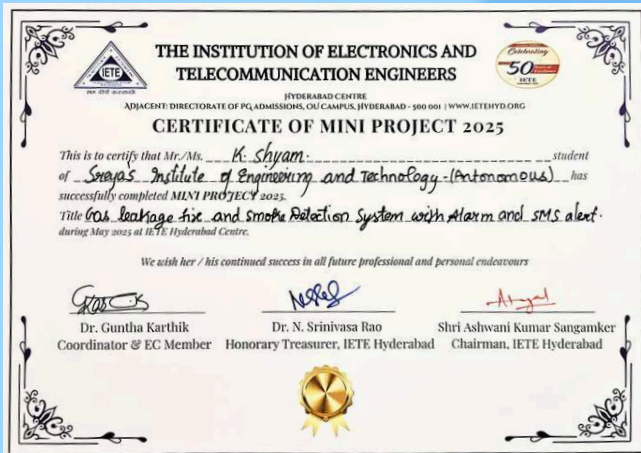 THE INSTITUTION OF ELECTRONICS AND
TELECOMMUNICATION ENGINEERS
IETE
Celebrating
50
IETE
HYDERABAD CENTRE
ADJACENT: DIRECTORATE OF PG ADMISSIONS, OU CAMPUS, HYDERABAD - 500 001 | WWW.IETEHYD.ORG
CERTIFICATE OF MINI PROJECT 2025
This is to certify that Mr./Ms. K. Shyam. student
of Sreyas Institute of Engineering and Technology - (Autonomous) has
successfully completed MINI PROJECT 2025.
Title Gas leakage fire and smoke Detection System with Alarm and SMS alert.
during May 2025 at IETE Hyderabad Centre.
We wish her / his continued success in all future professional and personal endeavours
Dr. Guntha Karthik
Coordinator & EC Member
Dr. N. Srinivasa Rao
Honorary Treasurer, IETE Hyderabad
Shri Ashwani Kumar Sangamker
Chairman, IETE Hyderabad